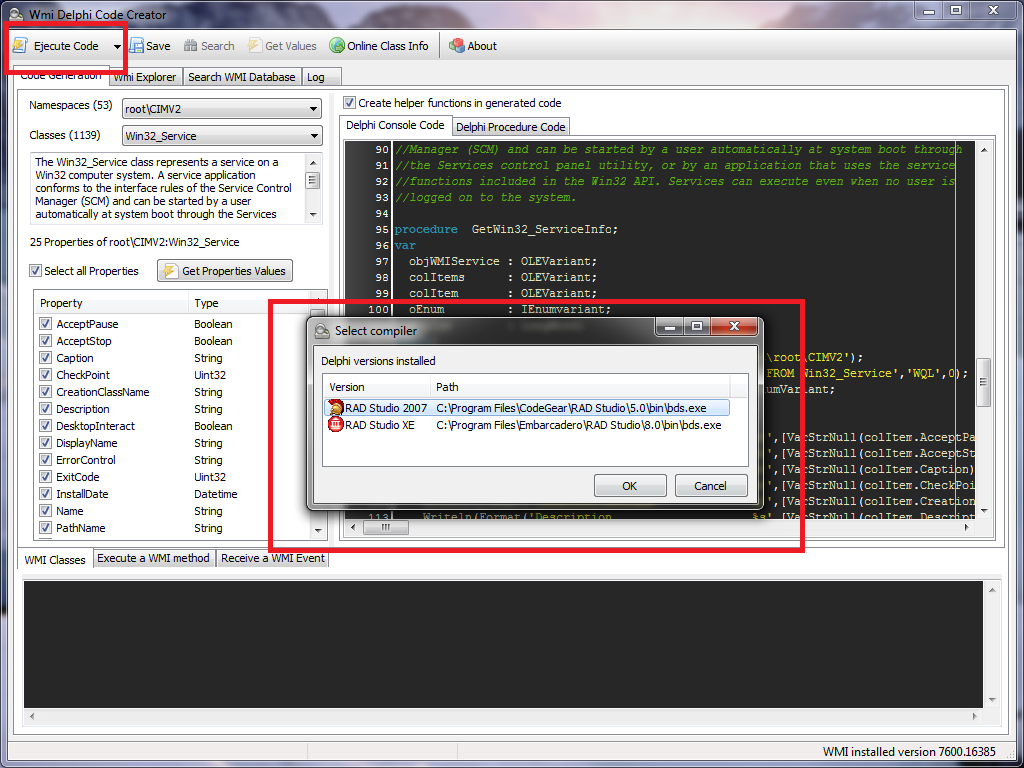 Wmi Delphi Code Creator
Ejecute Code Save Search Get Values Online Class Info About
Code Generation Wmi Explorer Search WMI Database Log
Namespaces (53) root\CIMV2
Classes (1139) Win32_Service
The Win32_Service class represents a service on a
Win32 computer system. A service application
conforms to the interface rules of the Service Control
Manager (SCM) and can be started by a user
automatically at system boot through the Services
25 Properties of root\CIMV2:Win32_Service
Select all Properties Get Properties Values
Property Type
AcceptPause Boolean
AcceptStop Boolean
Caption String
CheckPoint Uint32
CreationClassName String
Description String
DesktopInteract Boolean
DisplayName String
ErrorControl String
ExitCode Uint32
InstallDate Datetime
Name String
PathName String
WMI Classes Execute a WMI method Receive a WMI Event
Create helper functions in generated code
Delphi Console Code Delphi Procedure Code
90 //Manager (SCM) and can be started by a user automatically at system boot through
91 //the Services control panel utility, or by an application that uses the service
92 //functions included in the Win32 API. Services can execute even when no user is
93 //logged on to the system.
94
95 procedure GetWin32_ServiceInfo;
96 var
97 objWMIService : OLEVariant;
98 colItems : OLEVariant;
99 colItem : OLEVariant;
100 oEnum : IEnumvariant;
\root\CIMV2');
FROM Win32_Service','WQL',0);
umVariant;
',[VarStrNull(colItem.AcceptPa
',[VarStrNull(colItem.AcceptSt
',[VarStrNull(colItem.Caption)
',[VarStrNull(colItem.CheckPoi
',[VarStrNull(colItem.Creation
113 Writeln(Format('Description %s',[VarStrNull(colItem.Descript
Select compiler
Delphi versions installed
Version Path
RAD Studio 2007 C:\Program Files\CodeGear\RAD Studio\5.0\bin\bds.exe
RAD Studio XE C:\Program Files\Embarcadero\RAD Studio\8.0\bin\bds.exe
OK Cancel
WMI installed version 7600.16385